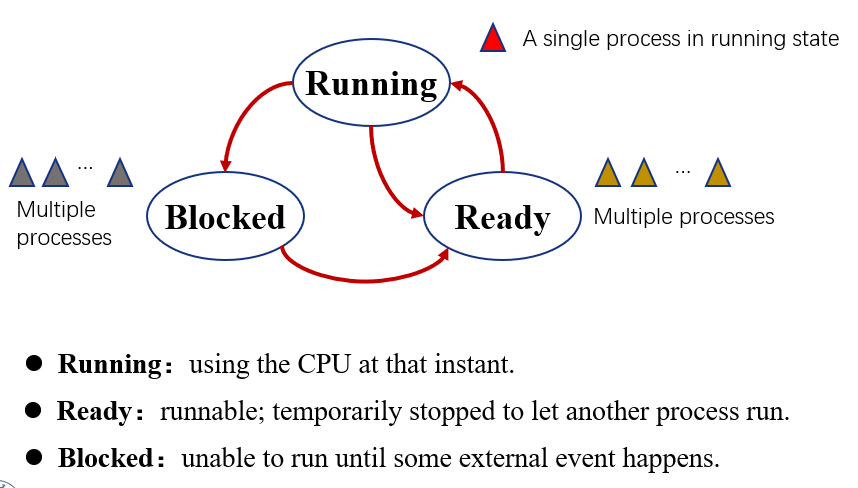 A single process in running state
Running
...
...
Multiple
processes
Blocked
Ready
Multiple processes
● Running：using the CPU at that instant.
● Ready：runnable; temporarily stopped to let another process run.
● Blocked：unable to run until some external event happens.